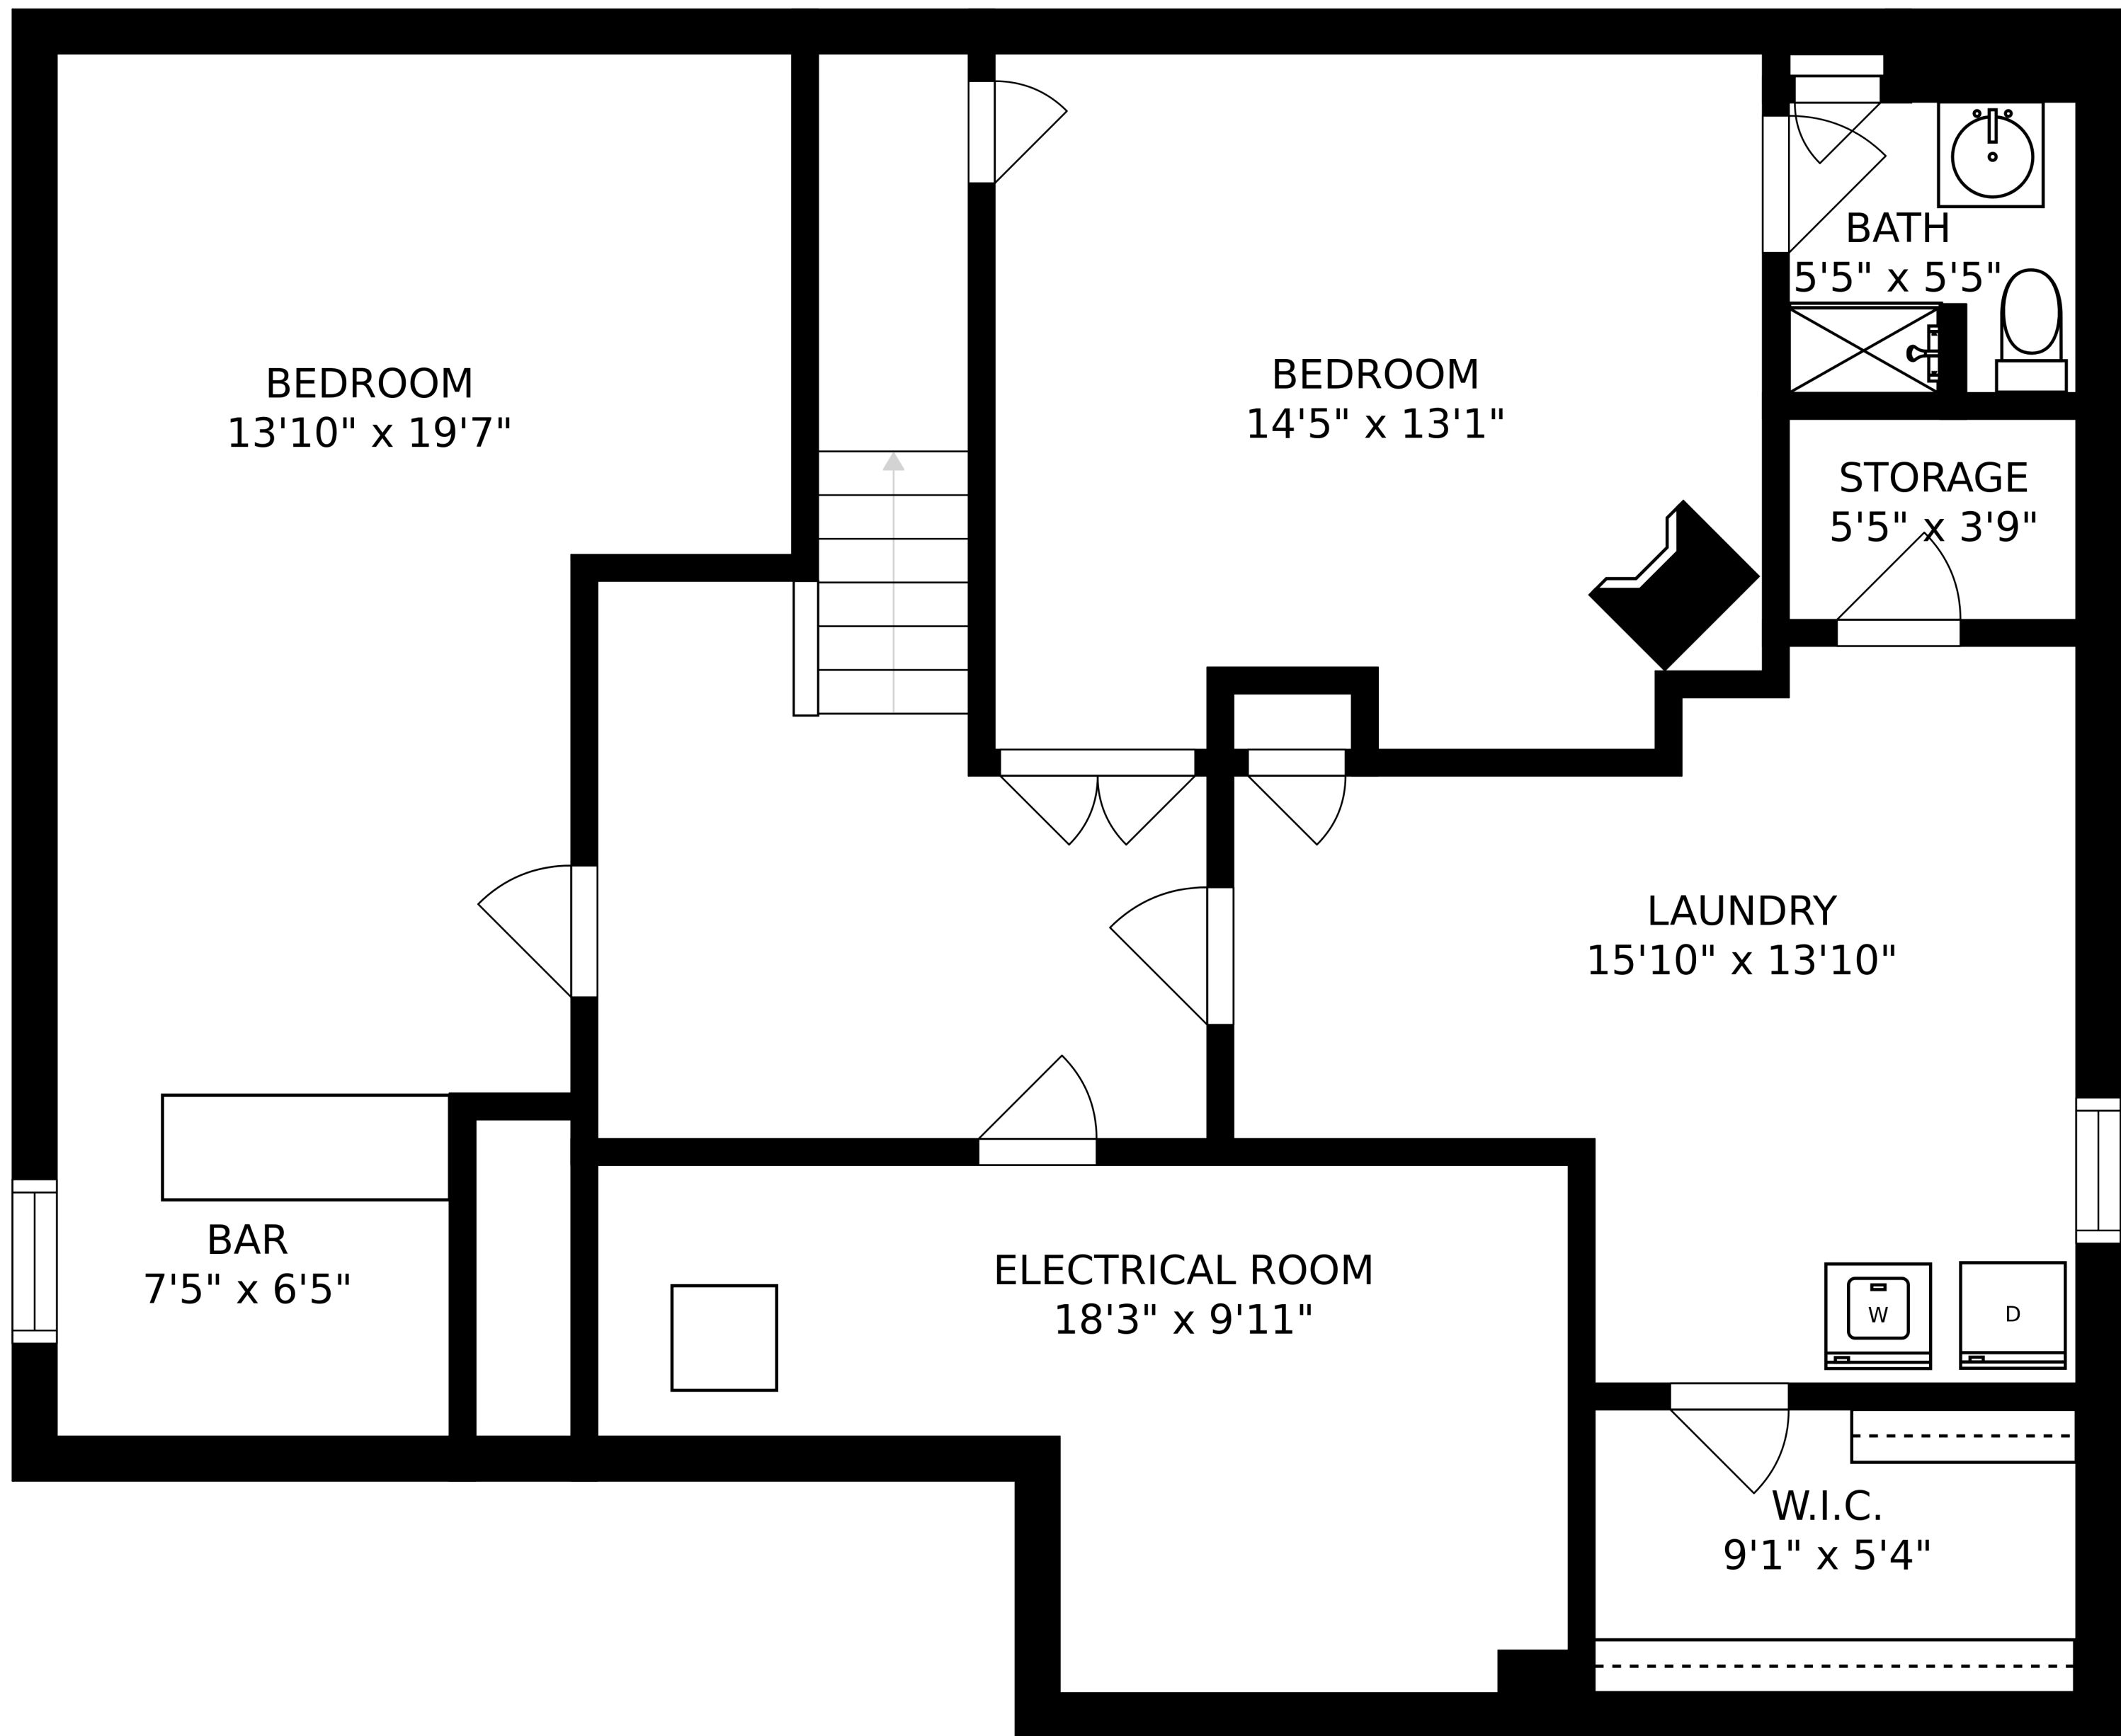 BEDROOM
13'10" x 19'7"
BEDROOM
14'5" x 13'1"
BATH
5'5" x 5'5"
STORAGE
5'5" x 3'9"
LAUNDRY
15'10" x 13'10"
BAR
7'5" x 6'5"
ELECTRICAL ROOM
18'3" x 9'11"
W
D
W.I.C.
9'1" x 5'4"